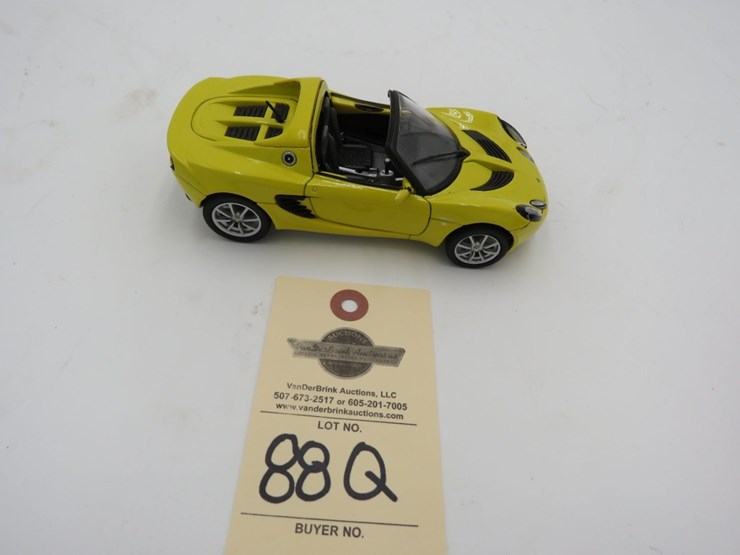 VanDerBrink Auctions, LLC
507-673-2517 or 605-201-7005
www.vanderbrinkauctions.com
LOT NO.
88Q
BUYER NO.